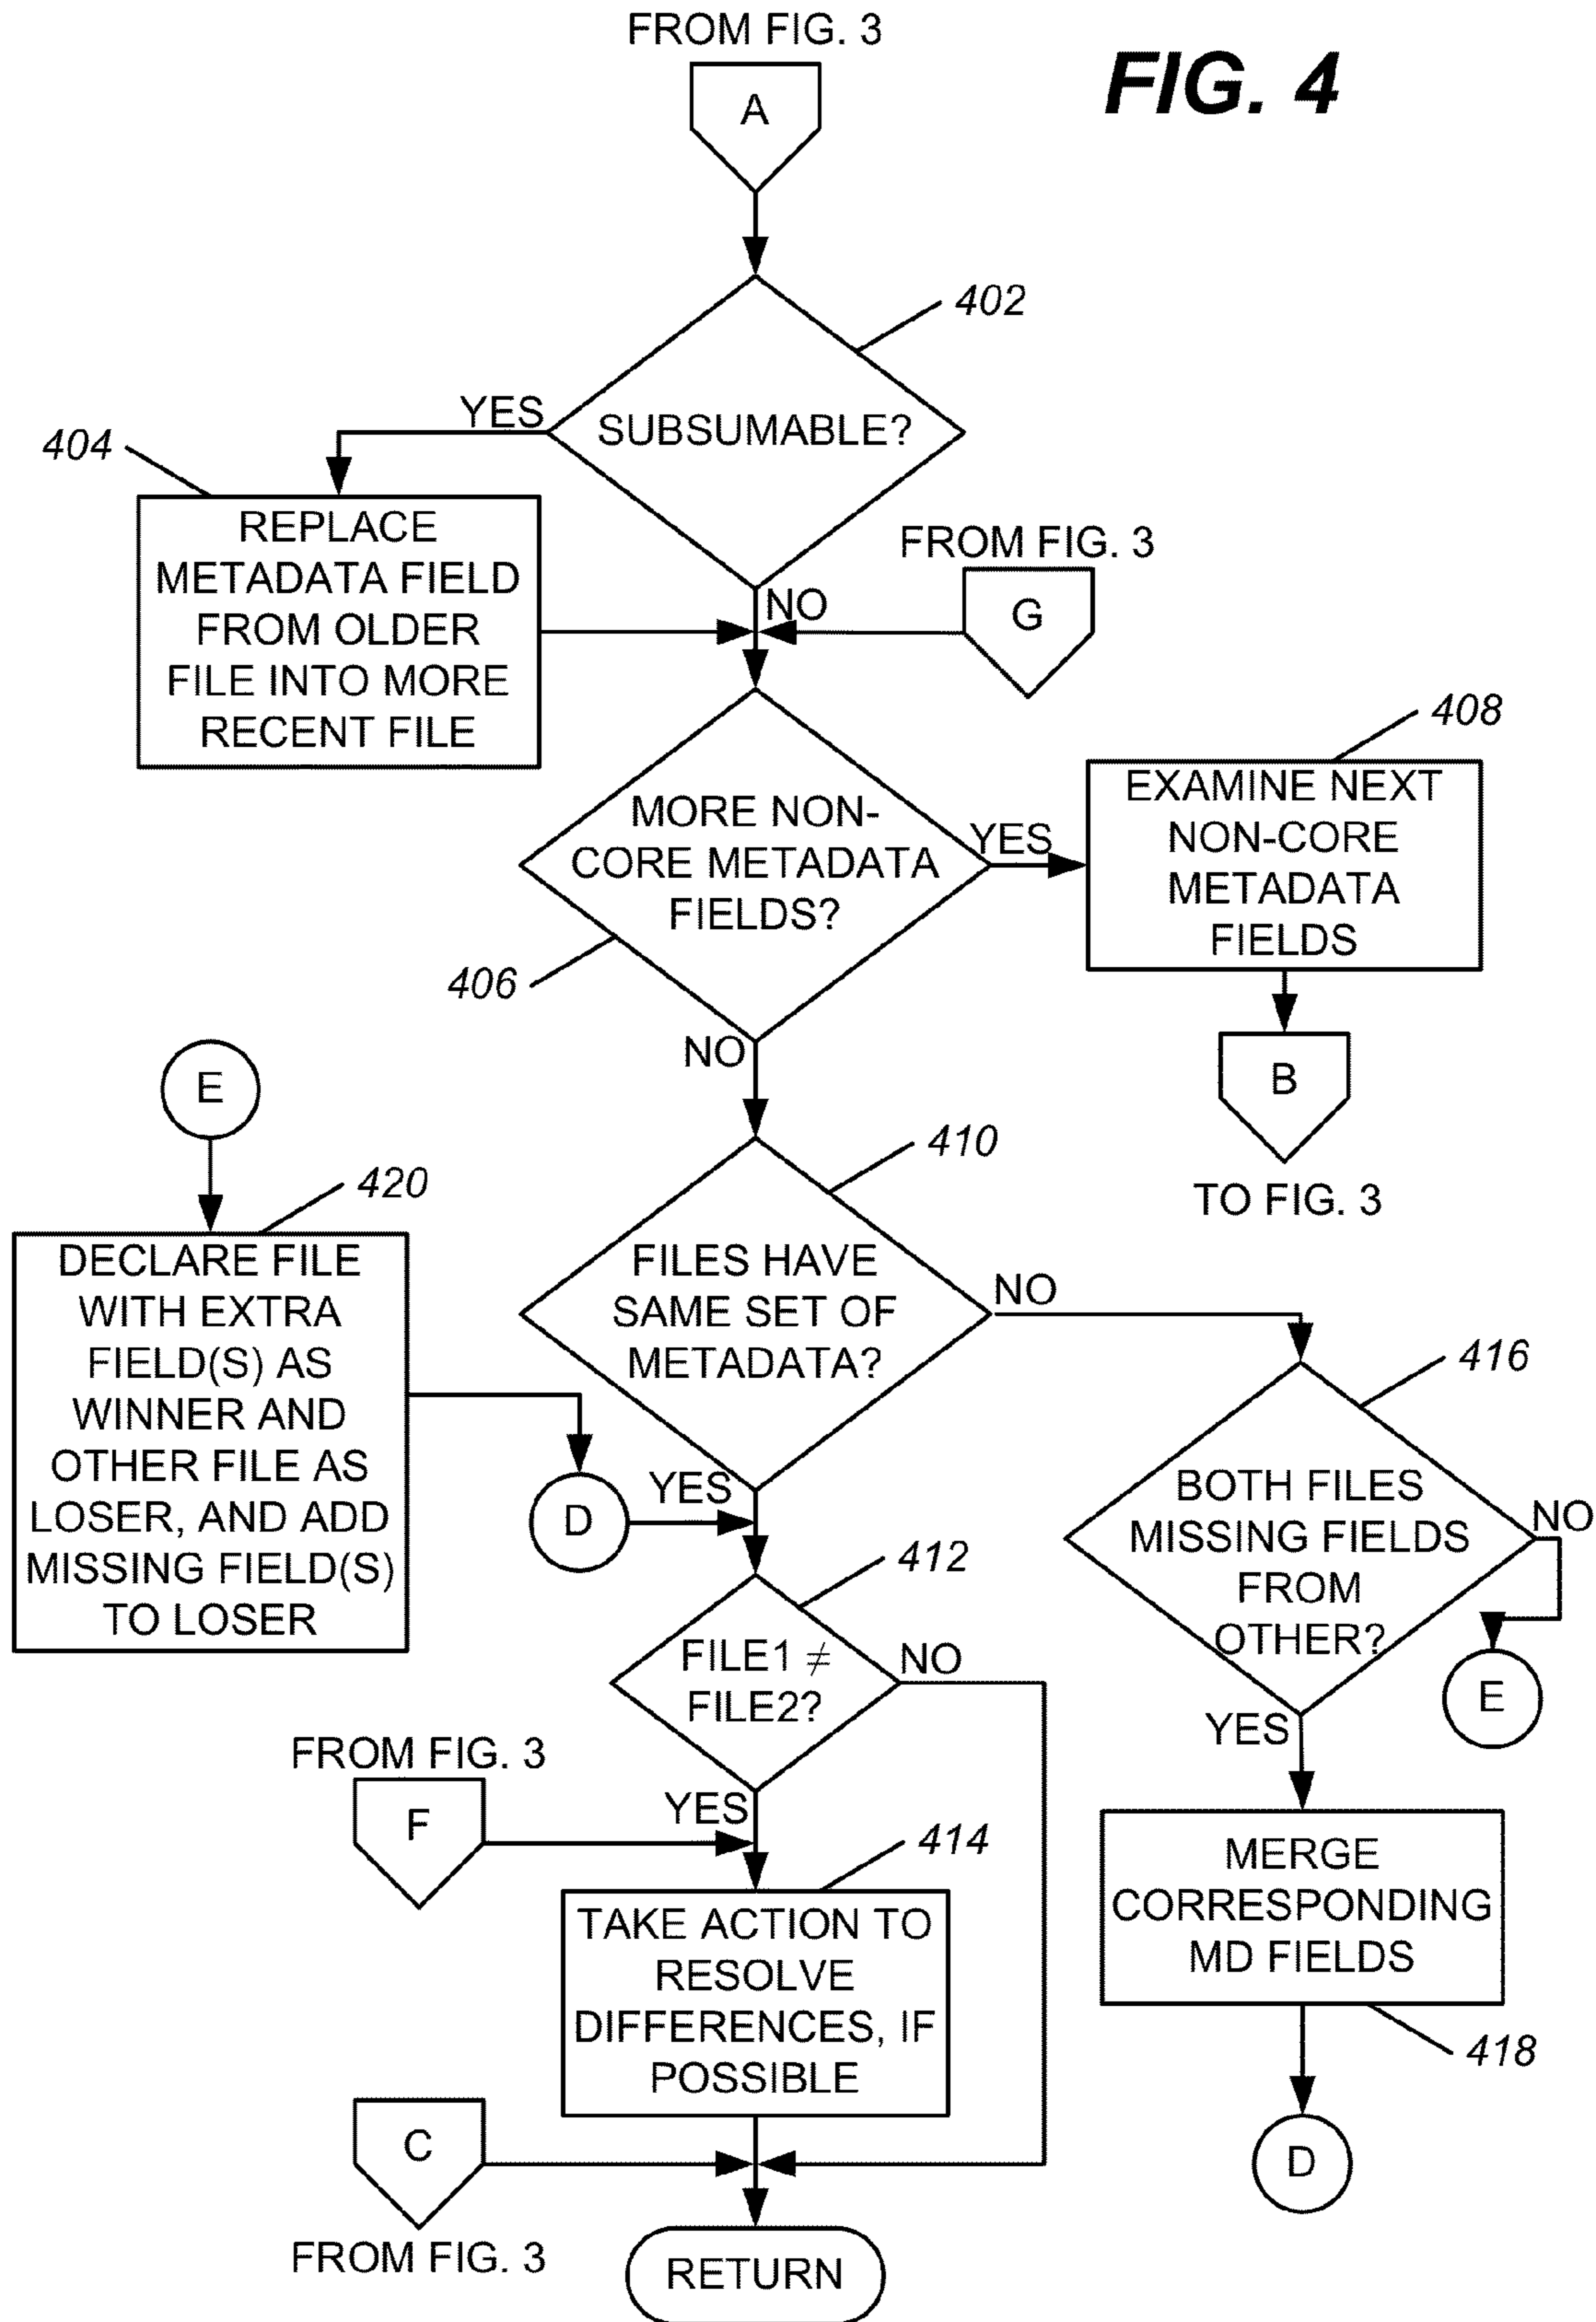 FROM FIG. 3
FIG. 4
A
402
SUBSUMABLE?
YES
404
REPLACE
METADATA FIELD
FROM OLDER
FILE INTO MORE
RECENT FILE
NO
FROM FIG. 3
G
MORE NON-
CORE METADATA
FIELDS?
406
YES
408
EXAMINE NEXT
NON-CORE
METADATA
FIELDS
B
TO FIG. 3
NO
E
420
DECLARE FILE
WITH EXTRA
FIELD(S) AS
WINNER AND
OTHER FILE AS
LOSER, AND ADD
MISSING FIELD(S)
TO LOSER
410
FILES HAVE
SAME SET OF
METADATA?
NO
416
BOTH FILES
MISSING FIELDS
FROM
OTHER?
NO
E
D
YES
412
FILE1 ≠
FILE2?
NO
YES
FROM FIG. 3
F
YES
414
TAKE ACTION TO
RESOLVE
DIFFERENCES, IF
POSSIBLE
MERGE
CORRESPONDING
MD FIELDS
418
D
C
FROM FIG. 3
RETURN